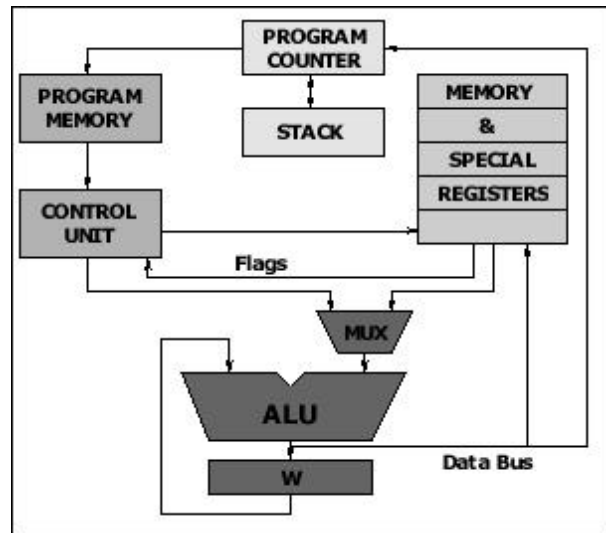 PROGRAM
COUNTER
PROGRAM
MEMORY
STACK
MEMORY
&
SPECIAL
REGISTERS
CONTROL
UNIT
Flags
MUX
ALU
Data Bus
W